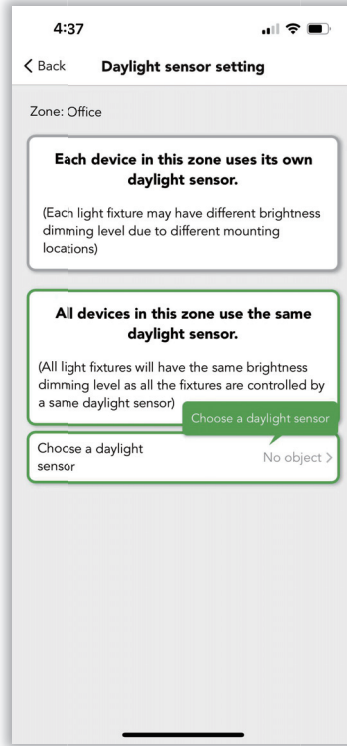 4:37
Back Daylight sensor setting
Zone: Office
Each device in this zone uses its own
daylight sensor.
(Each light fixture may have different brightness
dimming level due to different mounting
locations)
All devices in this zone use the same
daylight sensor.
(All light fixtures will have the same brightness
dimming level as all the fixtures are controlled by
a same daylight sensor)
Choose a daylight sensor
Choose a daylight
sensor
No object